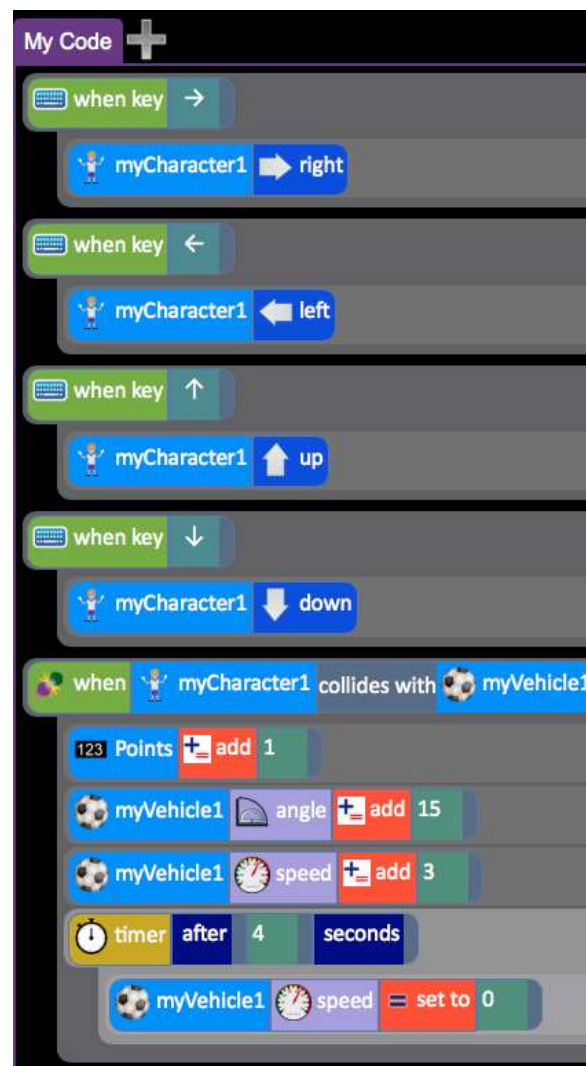 My Code
when key →
myCharacter1 right
when key ←
myCharacter1 left
when key ↑
myCharacter1 up
when key ↓
myCharacter1 down
when myCharacter1 collides with myVehicle1
123 Points += add 1
myVehicle1 angle += add 15
myVehicle1 speed += add 3
timer after 4 seconds
myVehicle1 speed = set to 0